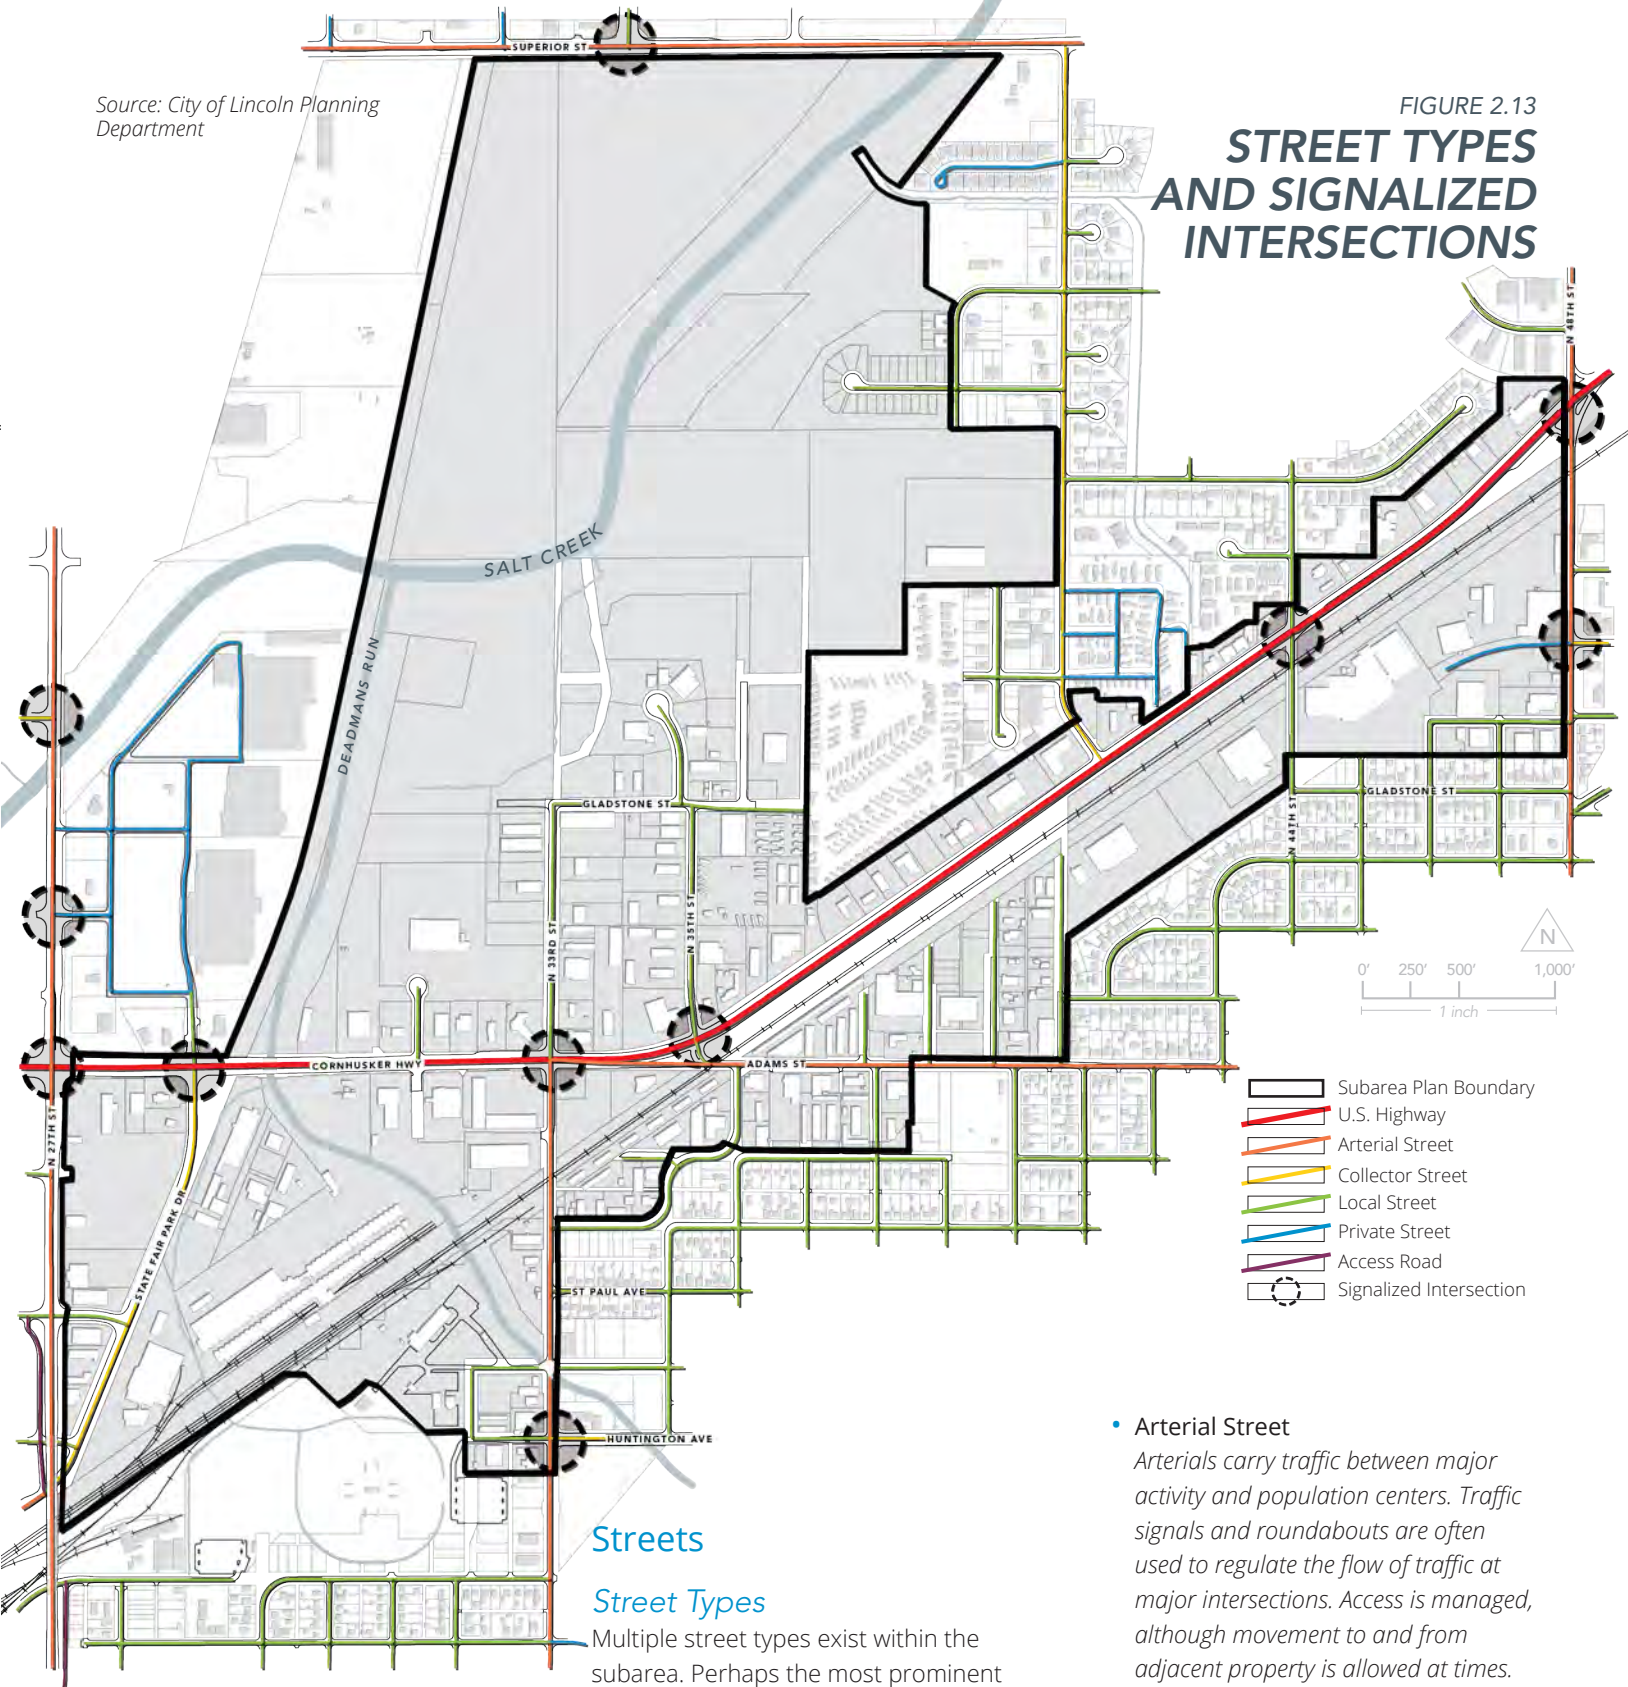 SUPERIOR ST
Source: City of Lincoln Planning
Department
FIGURE 2.13
STREET TYPES
AND SIGNALIZED
INTERSECTIONS
N 48TH ST
SALT CREEK
DEADMANS RUN
GLADSTONE ST
GLADSTONE ST
N 44TH ST
N 33RD ST
N 35TH ST
N
0' 250' 500' 1,000'
1 inch
CORNHUSKER HWY
ADAMS ST
N 27TH ST
STATE FAIR PARK DR
ST PAUL AVE
HUNTINGTON AVE
Subarea Plan Boundary
U.S. Highway
Arterial Street
Collector Street
Local Street
Private Street
Access Road
Signalized Intersection
Streets
Street Types
Multiple street types exist within the
subarea. Perhaps the most prominent
• Arterial Street
Arterials carry traffic between major
activity and population centers. Traffic
signals and roundabouts are often
used to regulate the flow of traffic at
major intersections. Access is managed,
although movement to and from
adjacent property is allowed at times.